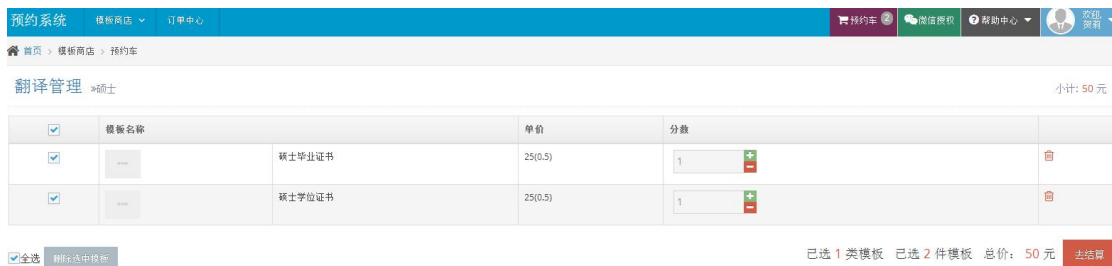 预约系统 模板商店 订单中心 预约车 2 微信授权 帮助中心 欢迎,
贺莉
首页 > 模板商店 > 预约车
翻译管理 »硕士 小计: 50 元
模板名称 单价 分数
硕士毕业证书 25(0.5) 1
硕士学位证书 25(0.5) 1
全选 删除选中模板 已选 1 类模板 已选 2 件模板 总价: 50 元 去结算